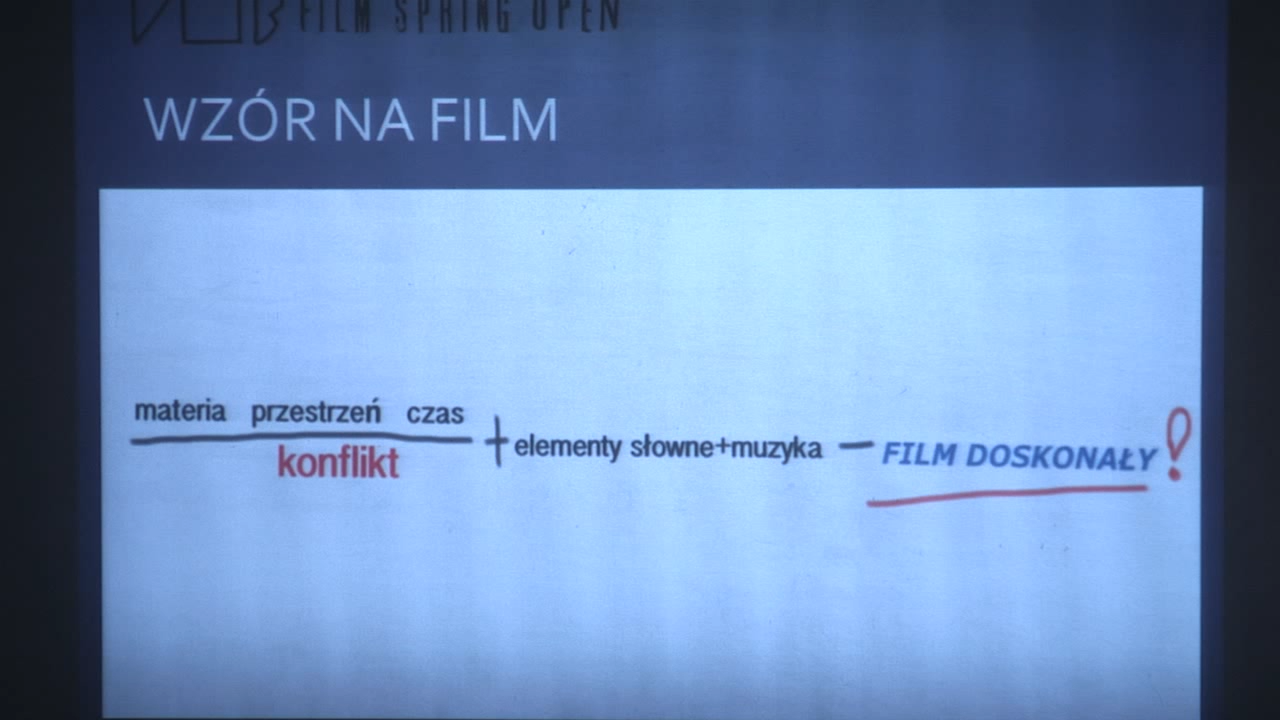 FILM SPRING OPEN
WZÓR NA FILM
materia przestrzeń czas
konflikt
+ elementy słowne+muzyka — FILM DOSKONAŁY !